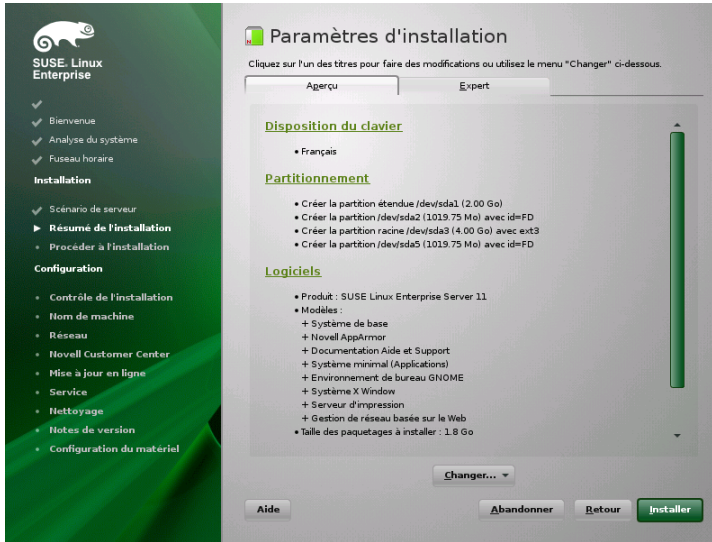 SUSE. Linux
Enterprise
Bienvenue
Analyse du système
Fuseau horaire
Installation
Scénario de serveur
Résumé de l'installation
Procéder à l'installation
Configuration
Contrôle de l'installation
Nom de machine
Réseau
Novell Customer Center
Mise à jour en ligne
Service
Nettoyage
Notes de version
Configuration du matériel
Paramètres d'installation
Cliquez sur l'un des titres pour faire des modifications ou utilisez le menu "Changer" ci-dessous.
Aperçu
Expert
Disposition du clavier
• Français
Partitionnement
• Créer la partition étendue /dev/sda1 (2.00 Go)
• Créer la partition /dev/sda2 (1019.75 Mo) avec id=FD
• Créer la partition racine /dev/sda3 (4.00 Go) avec ext3
• Créer la partition /dev/sda5 (1019.75 Mo) avec id=FD
Logiciels
• Produit : SUSE Linux Enterprise Server 11
• Modèles :
+ Système de base
+ Novell AppArmor
+ Documentation Aide et Support
+ Système minimal (Applications)
+ Environnement de bureau GNOME
+ Système X Window
+ Serveur d'impression
+ Gestion de réseau basée sur le Web
• Taille des paquetages à installer : 1.8 Go
Changer...
Aide
Abandonner
Retour
Installer